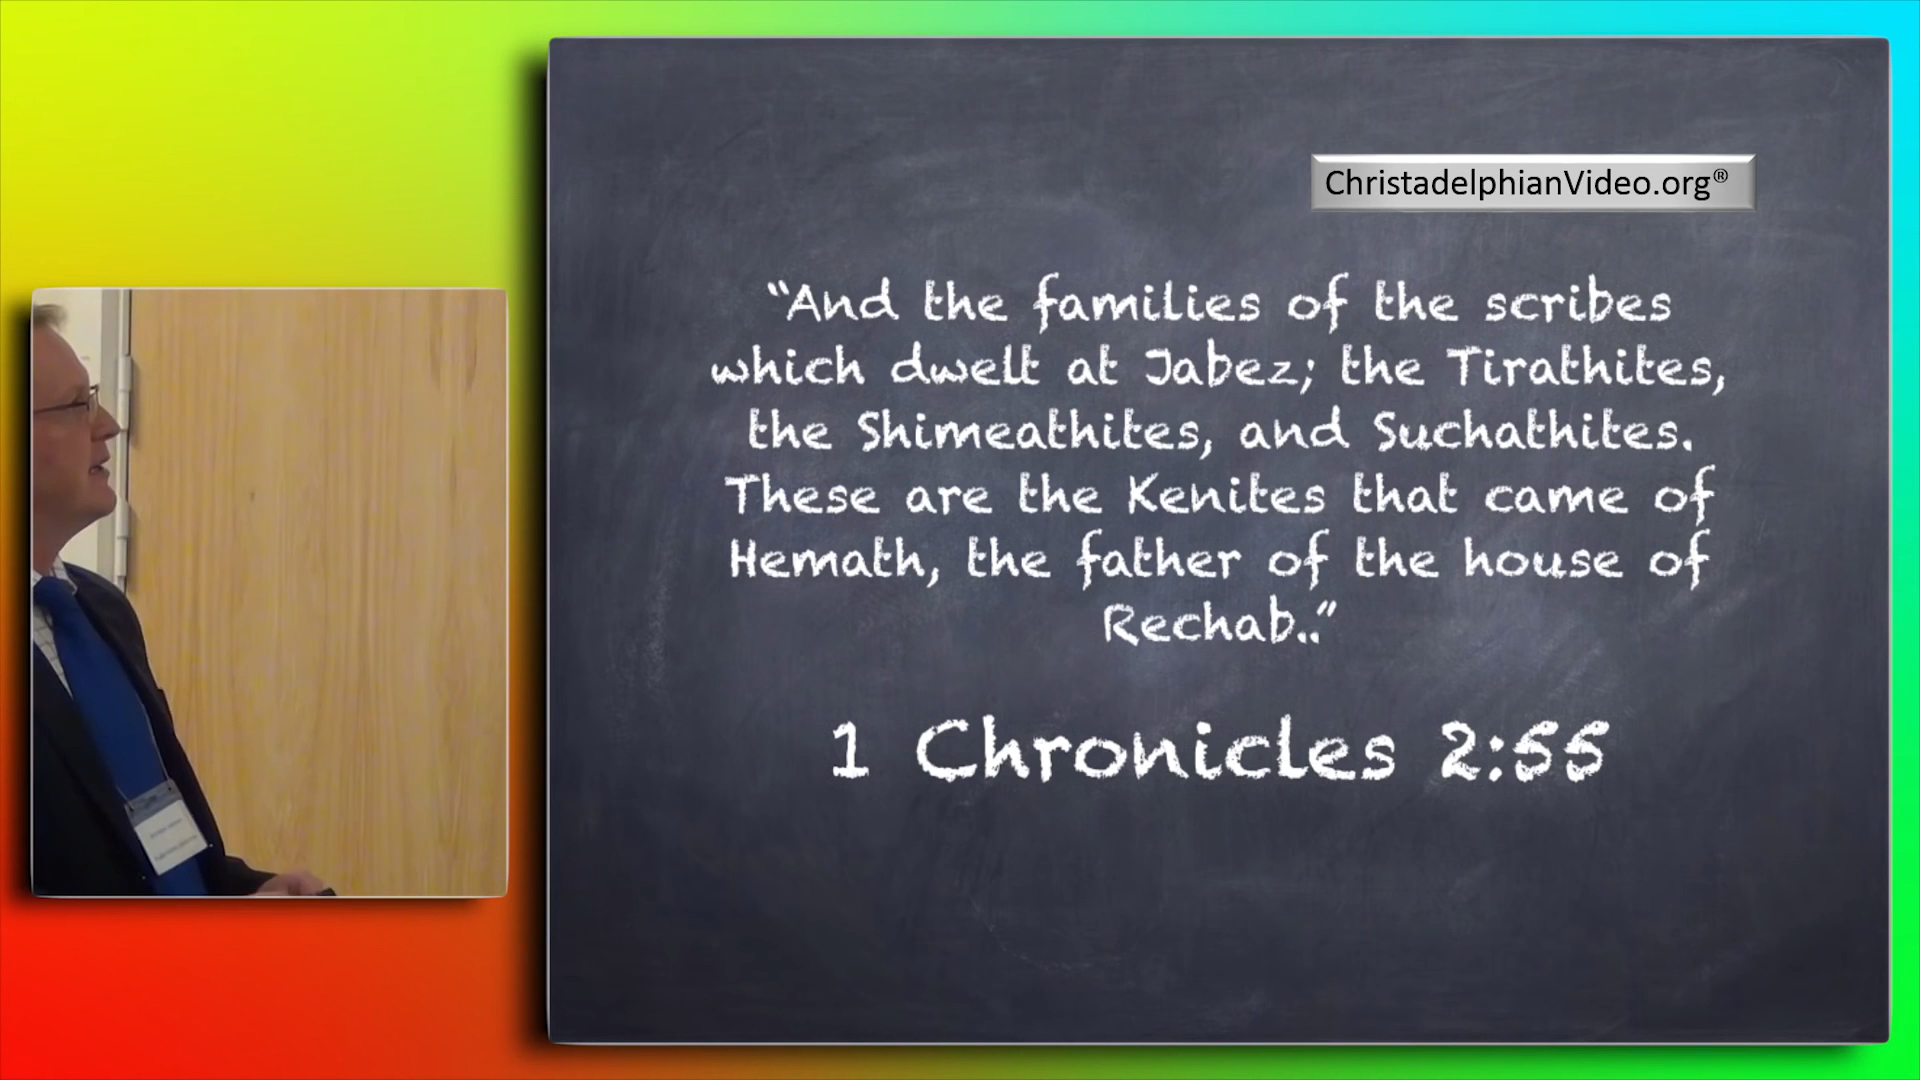 ChristadelphianVideo.org®
“And the families of the scribes
which dwelt at Jabez; the Tirathites,
the Shimeathites, and Suchathites.
These are the Kenites that came of
Hemath, the father of the house of
Rechab..”
1 Chronicles 2:55